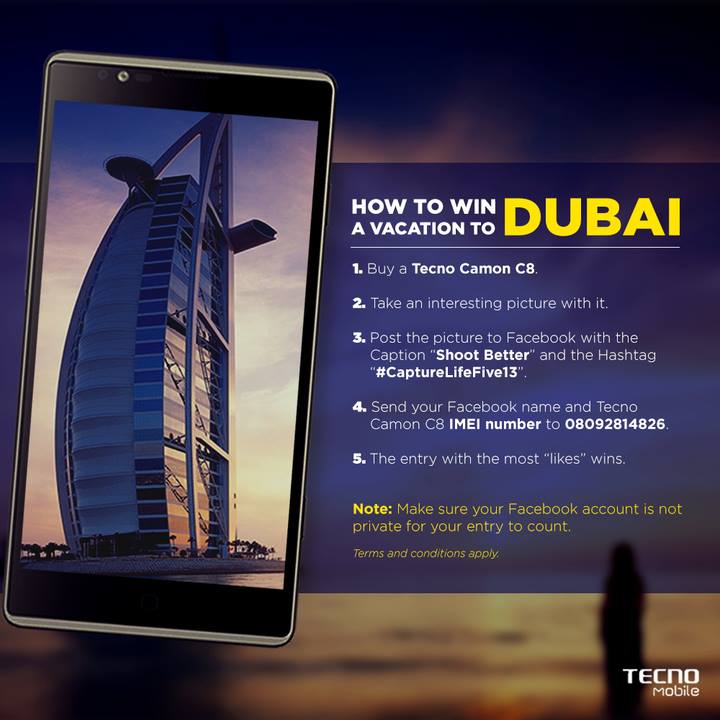 HOW TO WIN
A VACATION TO DUBAI
1. Buy a Tecno Camon C8.
2. Take an interesting picture with it.
3. Post the picture to Facebook with the
Caption “Shoot Better” and the Hashtag
“#CaptureLifeFive13”.
4. Send your Facebook name and Tecno
Camon C8 IMEI number to 08092814826.
5. The entry with the most “likes” wins.
Note: Make sure your Facebook account is not
private for your entry to count.
Terms and conditions apply.
TECNO
mobile